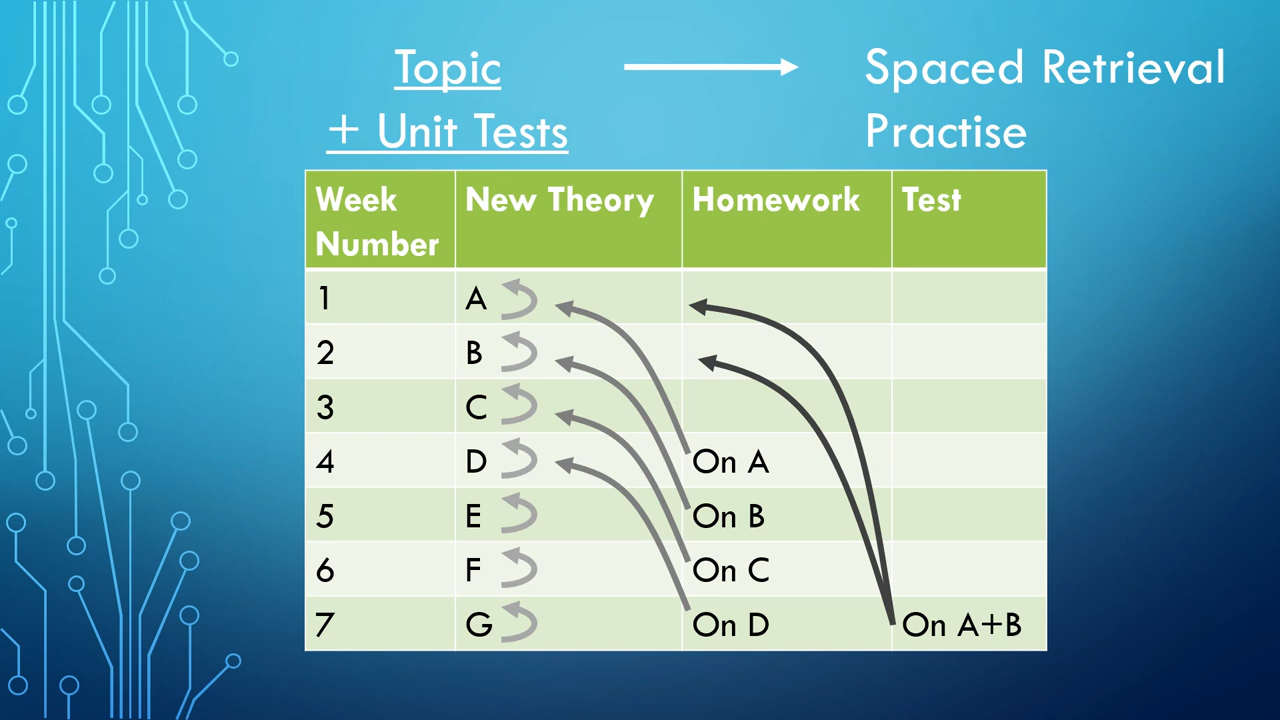 Topic
+ Unit Tests
Spaced Retrieval
Practise
Week Number New Theory Homework Test
1 A
2 B
3 C
4 D On A
5 E On B
6 F On C
7 G On D On A+B